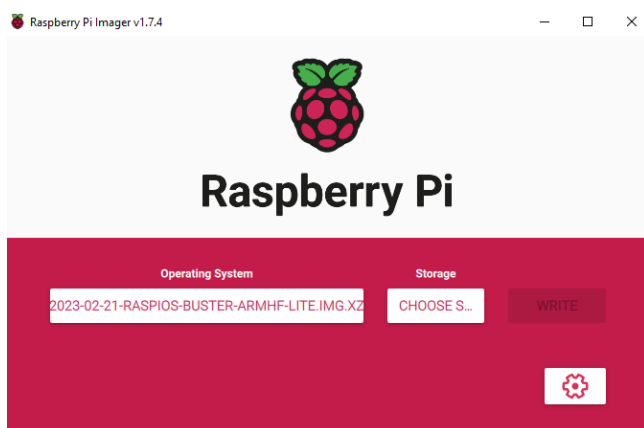 Raspberry Pi Imager v1.7.4
Raspberry Pi
Operating System
Storage
2023-02-21-RASPIOS-BUSTER-ARMHF-LITE.IMG.XZ
CHOOSE S...
WRITE